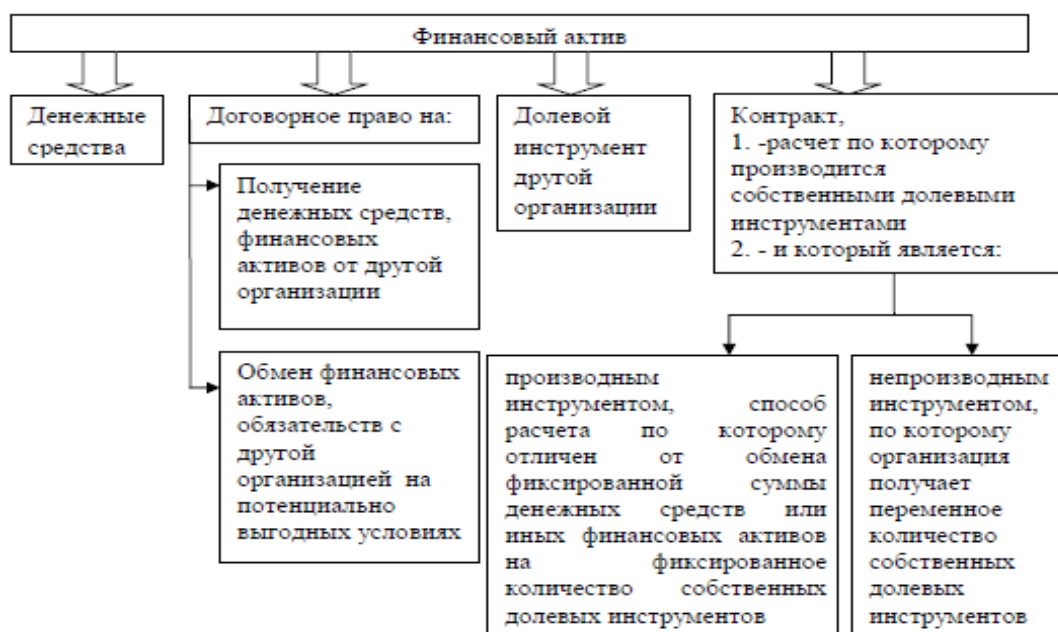 Финансовый актив
Денежные
средства
Договорное право на:
Получение
денежных средств,
финансовых
активов от другой
организации
Обмен финансовых
активов,
обязательств с
другой
организацией на
потенциально
выгодных условиях
Долевой
инструмент
другой
организации
Контракт,
1. -расчет по которому
производится
собственными долевыми
инструментами
2. - и который является:
производным
инструментом, способ
расчета по которому
отличен от обмена
фиксированной суммы
денежных средств или
иных финансовых активов
на фиксированное
количество собственных
долевых инструментов
непроизводным
инструментом,
по которому
организация
получает
переменное
количество
собственных
долевых
инструментов